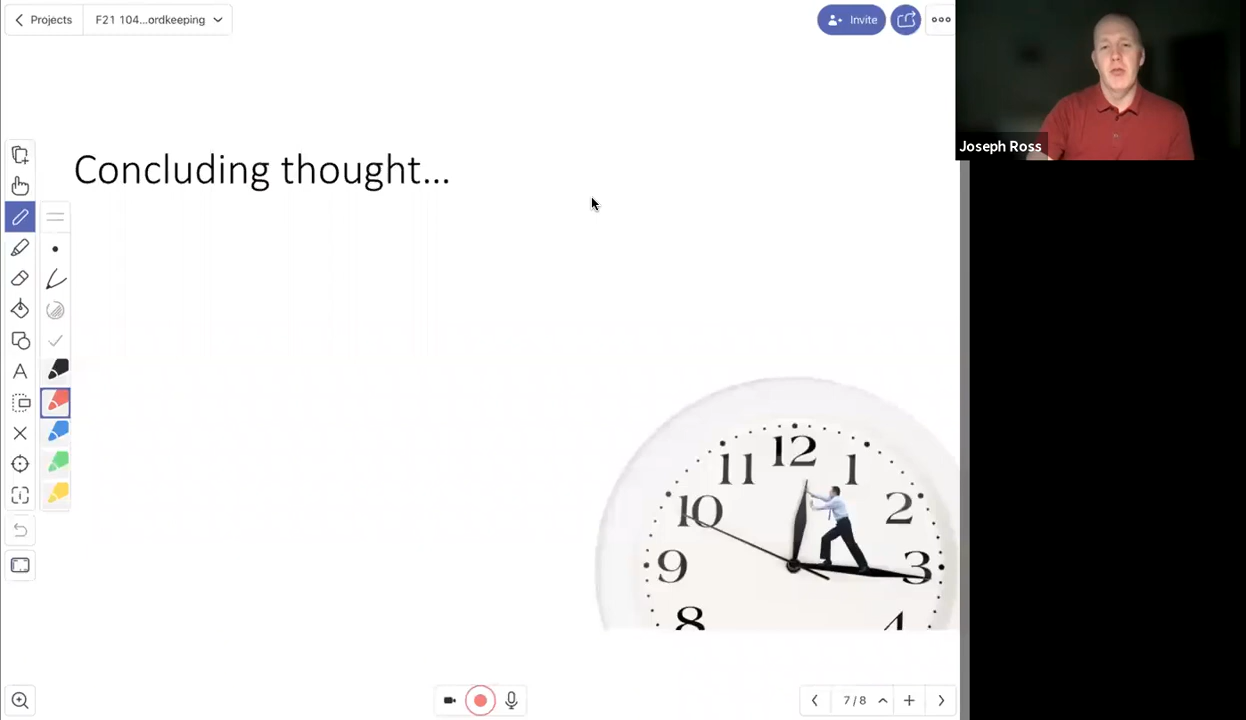 Projects
F21 104...ordkeeping
Invite
Joseph Ross
Concluding thought...
A
12
11
1
10
2
9
3
8
4
7/8